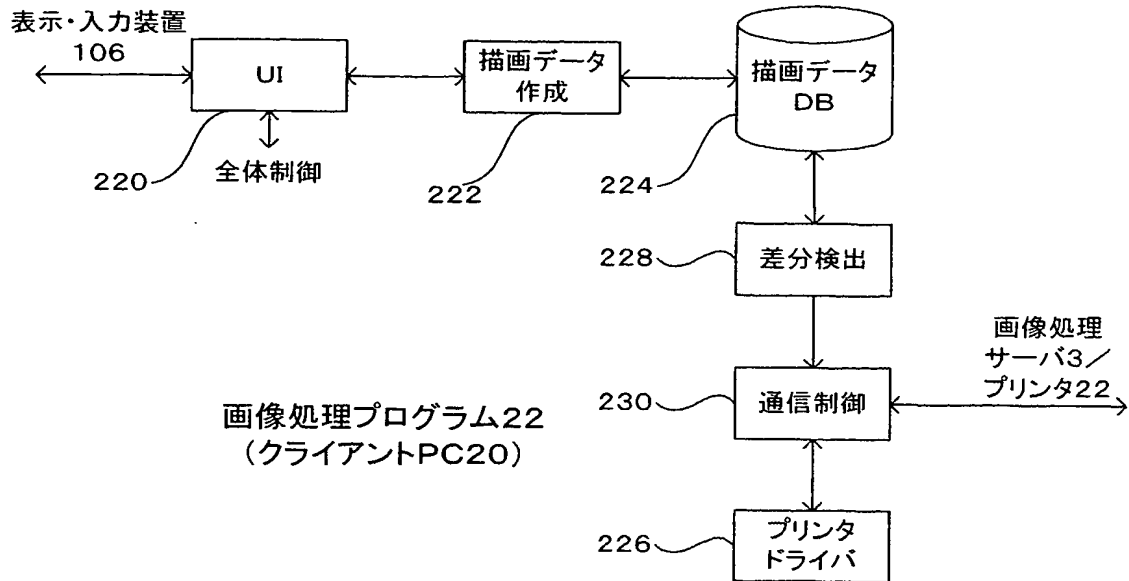 表示・入力装置
106
UI
描画データ
作成
描画データ
DB
220
全体制御
222
224
228
差分検出
画像処理
サーバ3／
プリンタ22
230
通信制御
画像処理プログラム22
（クライアントPC20）
226
プリンタ
ドライバ